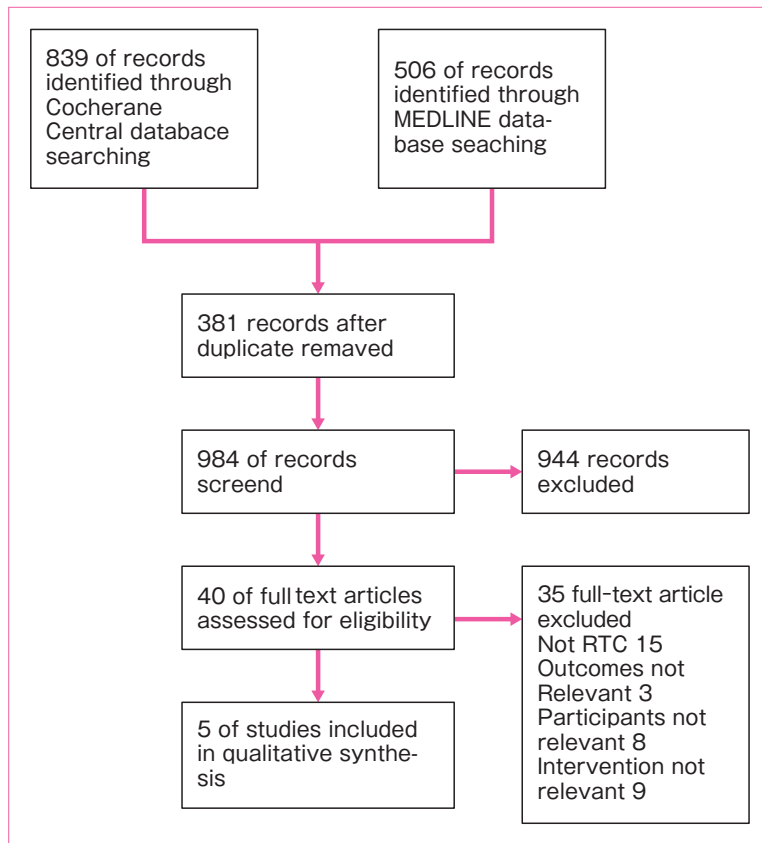 839 of records
identified through
Cocherane
Central databace
searching
506 of records
identified through
MEDLINE data-
base seaching
381 records after
duplicate remaved
984 of records
screend
944 records
excluded
40 of full text articles
assessed for eligibility
35 full-text article
excluded
Not RTC 15
Outcomes not
Relevant 3
Participants not
relevant 8
Intervention not
relevant 9
5 of studies included
in qualitative synthe-
sis